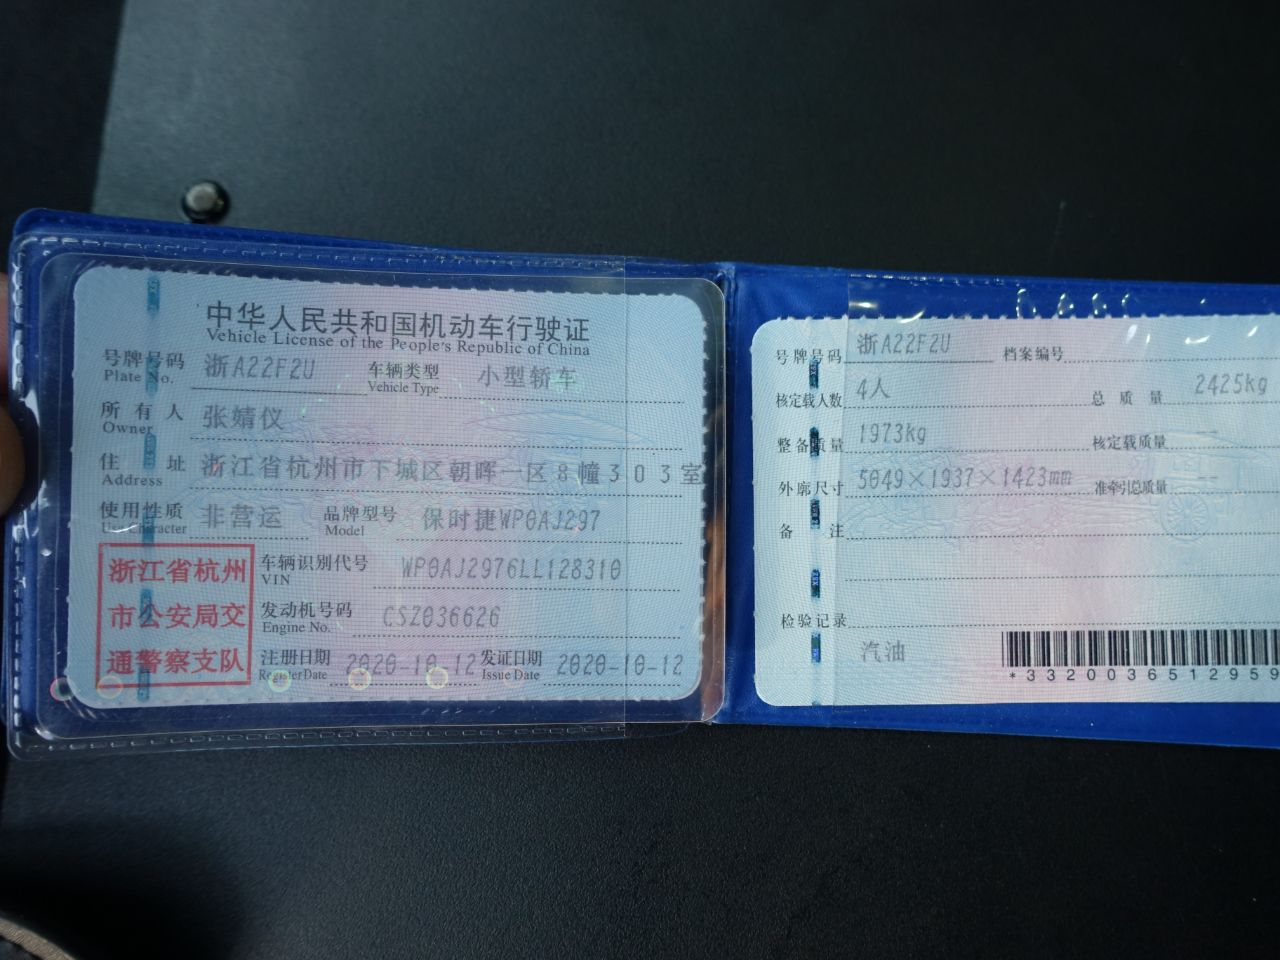 中华人民共和国机动车行驶证
Vehicle License of the People's Republic of China
号牌号码 浙A22F2U 车辆类型 小型轿车
Plate No. Vehicle Type
所有人 张婧仪
Owner
住址 浙江省杭州市下城区朝晖一区8幢303室
Address
使用性质 非营运 品牌型号 保时捷WP0AJ297
Use Character Model
浙江省杭州
市公安局交
通警察支队
车辆识别代号 WP0AJ2976LL128310
VIN
发动机号码 CSZ036626
Engine No.
注册日期 2020-10-12 发证日期 2020-10-12
Register Date Issue Date
号牌号码 浙A22F2U 档案编号
核定载人数 4人 总质量 2425kg
整备质量 1973kg 核定载质量 --
外廓尺寸 5049×1937×1423mm 准牵引总质量 --
备注
检验记录
汽油
*3320036512959